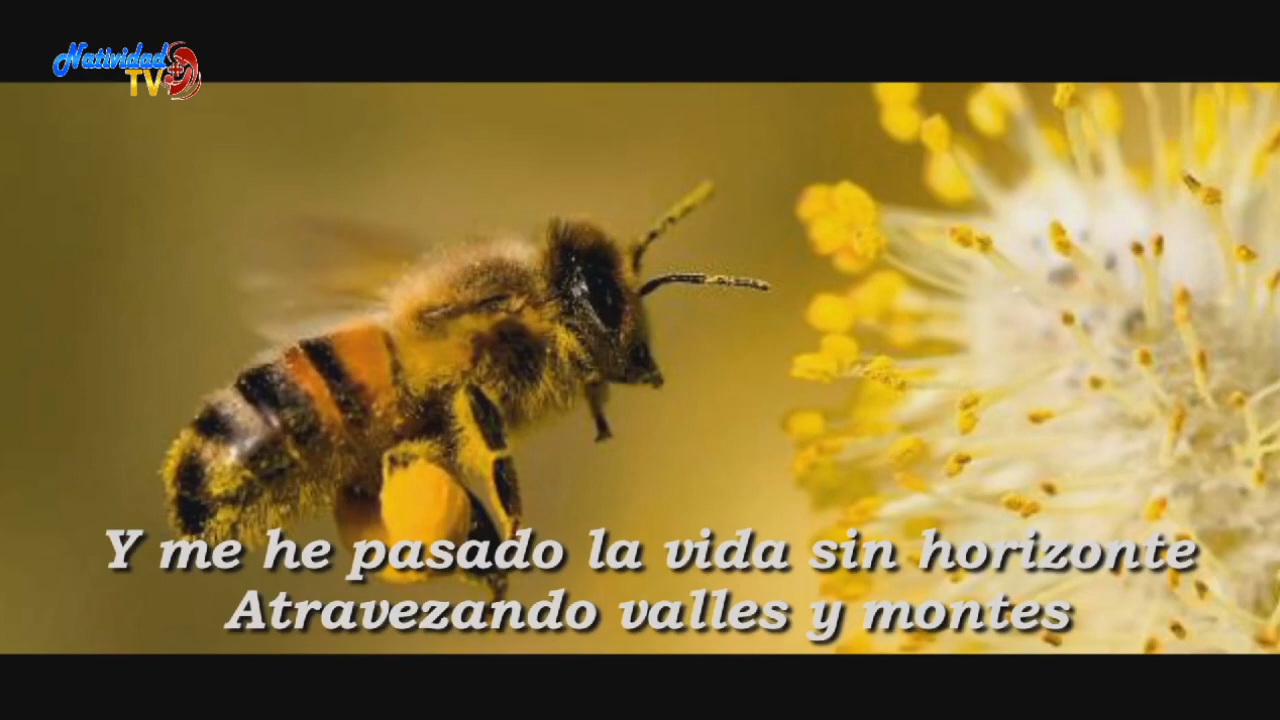 Natividad
TV
Y me he pasado la vida sin horizonte
Atravezando valles y montes